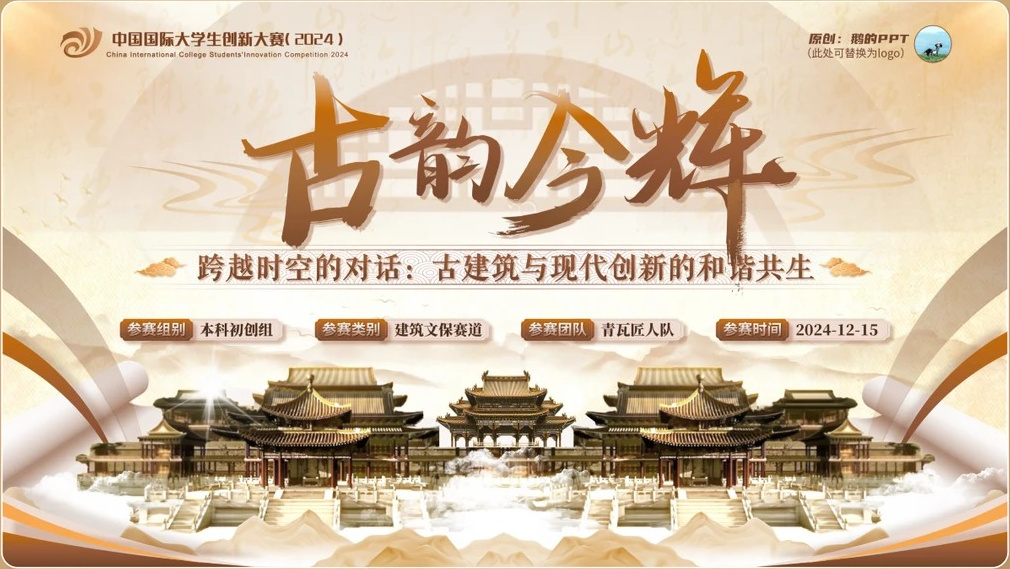 中国国际大学生创新大赛(2024)
China International College Students'Innovation Competition 2024
原创：鹅的PPT
(此处可替换为logo)
古韵今辉
跨越时空的对话：古建筑与现代创新的和谐共生
参赛组别 本科初创组
参赛类别 建筑文保赛道
参赛团队 青瓦匠人队
参赛时间 2024-12-15